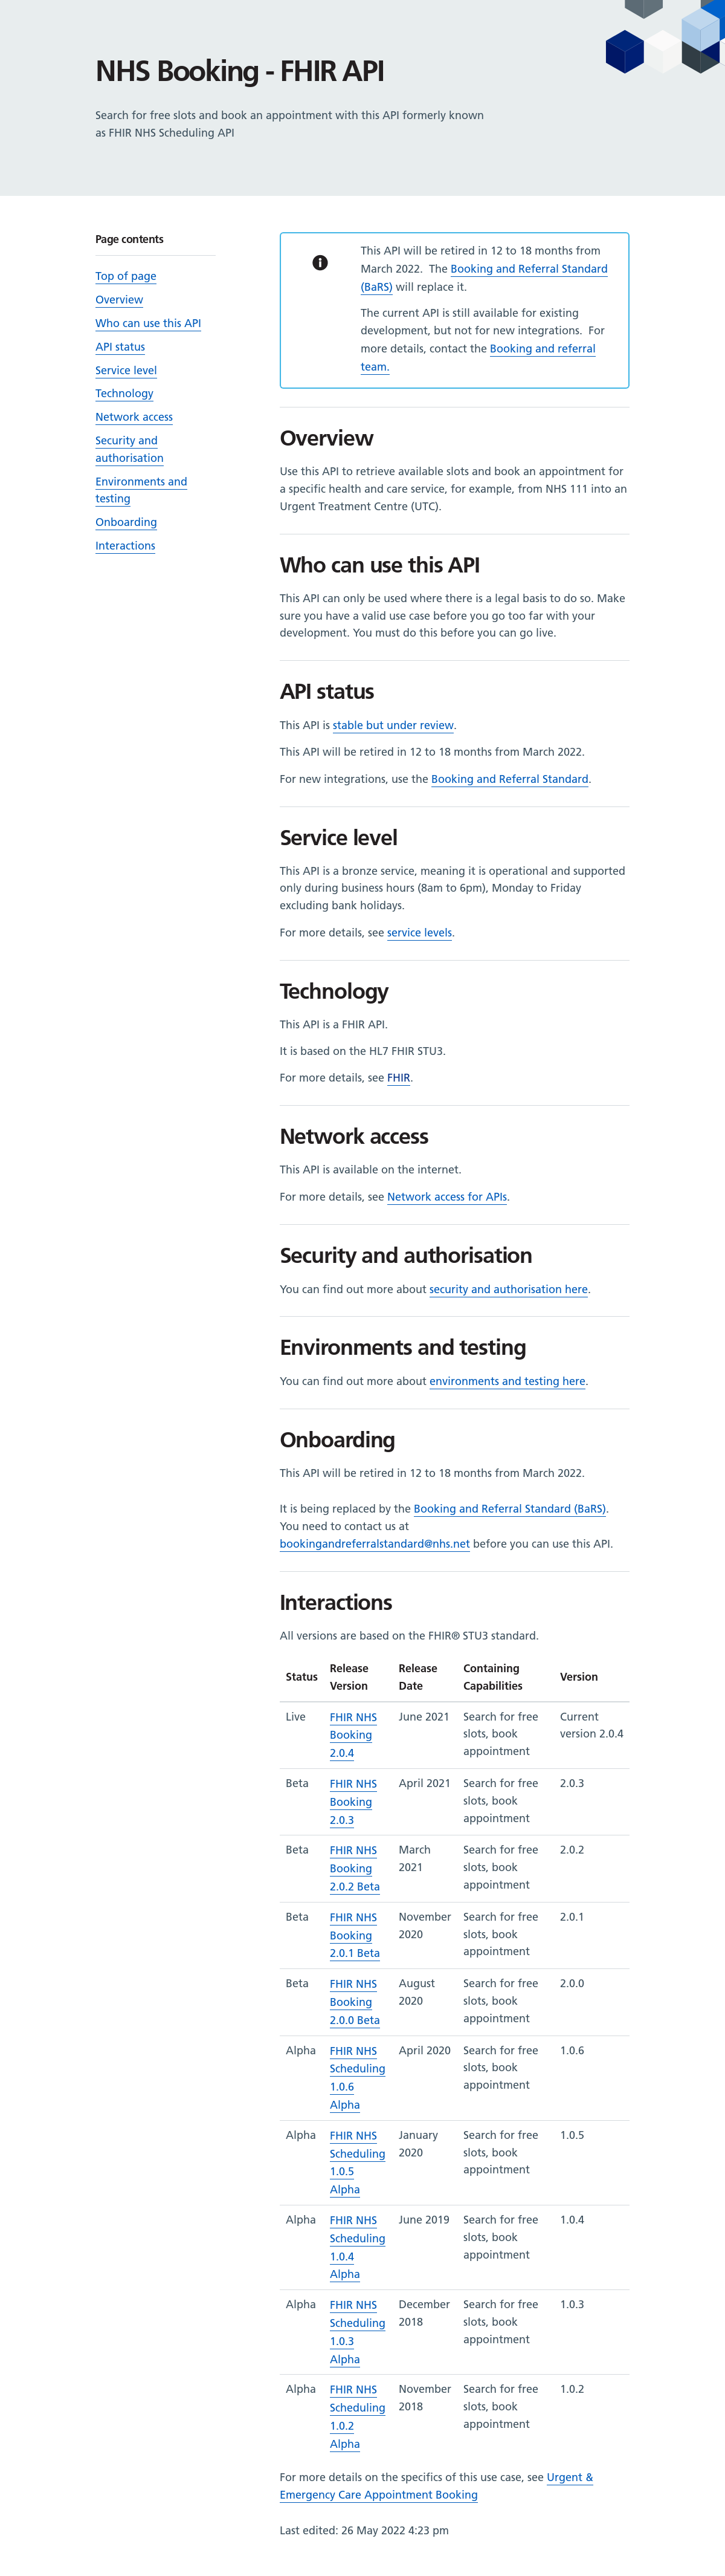 NHS Booking - FHIR API
Search for free slots and book an appointment with this API formerly known
as FHIR NHS Scheduling API
Page contents
Top of page
Overview
Who can use this API
API status
Service level
Technology
Network access
Security and
authorisation
Environments and
testing
Onboarding
Interactions
This API will be retired in 12 to 18 months from
March 2022.  The Booking and Referral Standard
(BaRS) will replace it.
The current API is still available for existing
development, but not for new integrations.  For
more details, contact the Booking and referral
team.
Overview
Use this API to retrieve available slots and book an appointment for
a specific health and care service, for example, from NHS 111 into an
Urgent Treatment Centre (UTC).
Who can use this API
This API can only be used where there is a legal basis to do so. Make
sure you have a valid use case before you go too far with your
development. You must do this before you can go live.
API status
This API is stable but under review.
This API will be retired in 12 to 18 months from March 2022.
For new integrations, use the Booking and Referral Standard.
Service level
This API is a bronze service, meaning it is operational and supported
only during business hours (8am to 6pm), Monday to Friday
excluding bank holidays.
For more details, see service levels.
Technology
This API is a FHIR API.
It is based on the HL7 FHIR STU3.
For more details, see FHIR.
Network access
This API is available on the internet.
For more details, see Network access for APIs.
Security and authorisation
You can find out more about security and authorisation here.
Environments and testing
You can find out more about environments and testing here.
Onboarding
This API will be retired in 12 to 18 months from March 2022.
It is being replaced by the Booking and Referral Standard (BaRS).
You need to contact us at
bookingandreferralstandard@nhs.net before you can use this API.
Interactions
All versions are based on the FHIR® STU3 standard.
Status
Release
Version
Release
Date
Containing
Capabilities
Version
Live
FHIR NHS
Booking
2.0.4
June 2021
Search for free
slots, book
appointment
Current
version 2.0.4
Beta
FHIR NHS
Booking
2.0.3
April 2021
Search for free
slots, book
appointment
2.0.3
Beta
FHIR NHS
Booking
2.0.2 Beta
March
2021
Search for free
slots, book
appointment
2.0.2
Beta
FHIR NHS
Booking
2.0.1 Beta
November
2020
Search for free
slots, book
appointment
2.0.1
Beta
FHIR NHS
Booking
2.0.0 Beta
August
2020
Search for free
slots, book
appointment
2.0.0
Alpha
FHIR NHS
Scheduling
1.0.6
Alpha
April 2020
Search for free
slots, book
appointment
1.0.6
Alpha
FHIR NHS
Scheduling
1.0.5
Alpha
January
2020
Search for free
slots, book
appointment
1.0.5
Alpha
FHIR NHS
Scheduling
1.0.4
Alpha
June 2019
Search for free
slots, book
appointment
1.0.4
Alpha
FHIR NHS
Scheduling
1.0.3
Alpha
December
2018
Search for free
slots, book
appointment
1.0.3
Alpha
FHIR NHS
Scheduling
1.0.2
Alpha
November
2018
Search for free
slots, book
appointment
1.0.2
For more details on the specifics of this use case, see Urgent &
Emergency Care Appointment Booking
Last edited: 26 May 2022 4:23 pm